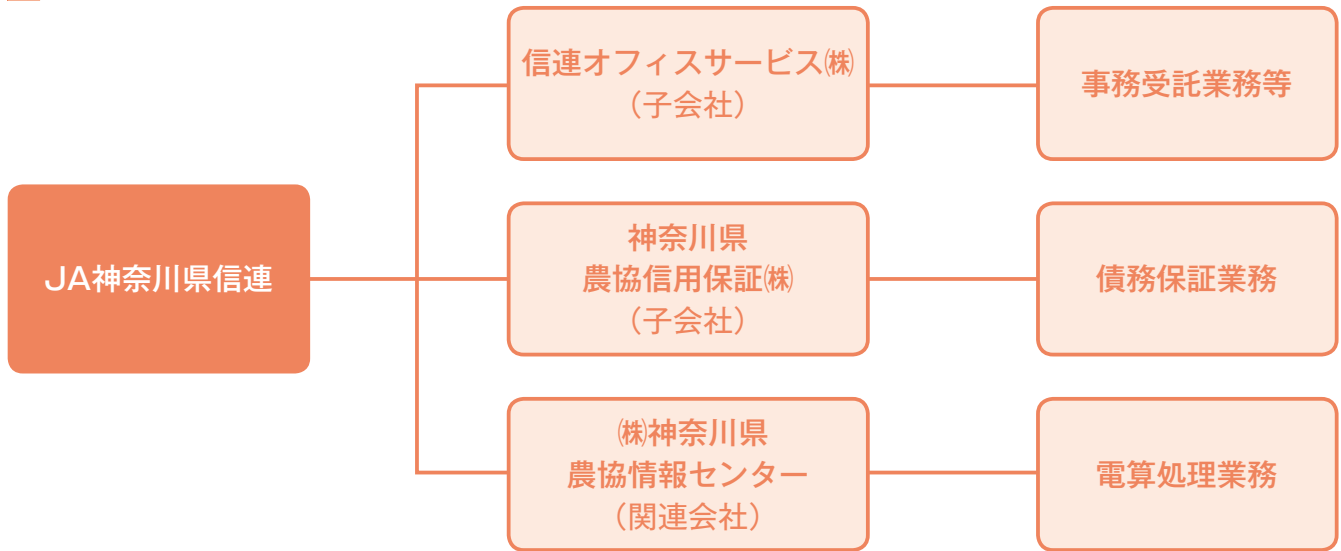 JA神奈川県信連
信連オフィスサービス㈱
（子会社）
事務受託業務等
神奈川県
農協信用保証㈱
（子会社）
債務保証業務
㈱神奈川県
農協情報センター
（関連会社）
電算処理業務